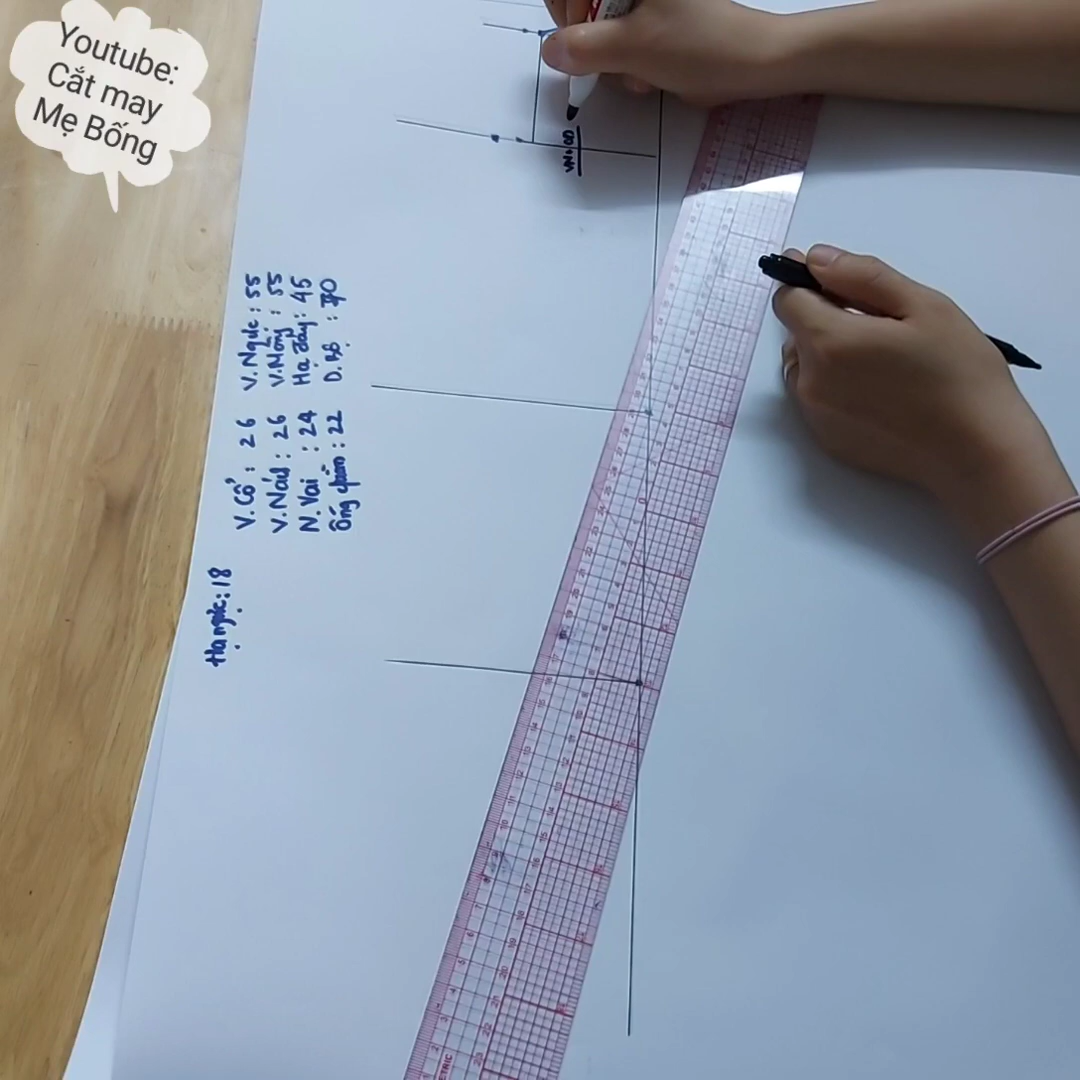 Youtube:
Cắt may
Mẹ Bống
V. Cổ : 26 V. Ngực : 55
V. Nách : 26 V. Mông : 55
N. Vai : 24 Hạ đáy : 45
Ống quần : 22 D. Bộ : 70
Hạ ngực : 18